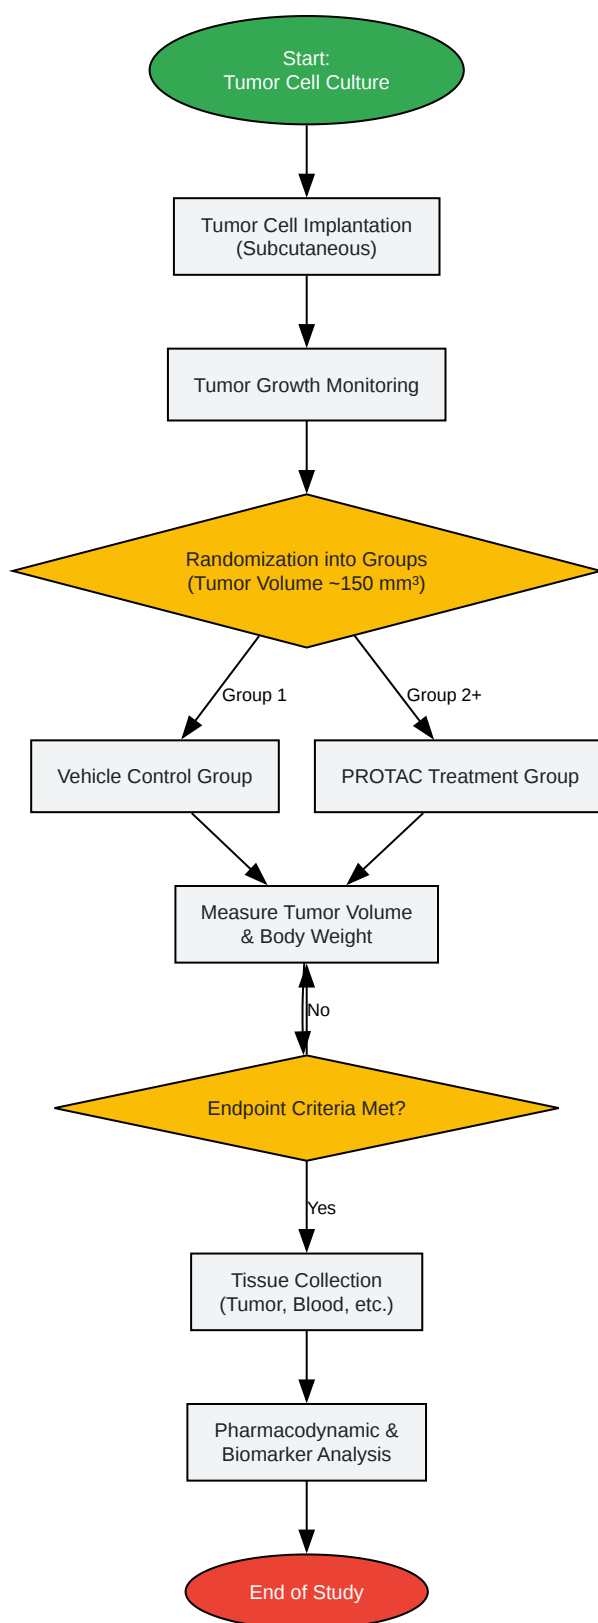 Start:
Tumor Cell Culture
Tumor Cell Implantation
(Subcutaneous)
Tumor Growth Monitoring
Randomization into Groups
(Tumor Volume ~150 mm³)
Group 1
Group 2+
Vehicle Control Group
PROTAC Treatment Group
Measure Tumor Volume
& Body Weight
No
Endpoint Criteria Met?
Yes
Tissue Collection
(Tumor, Blood, etc.)
Pharmacodynamic &
Biomarker Analysis
End of Study